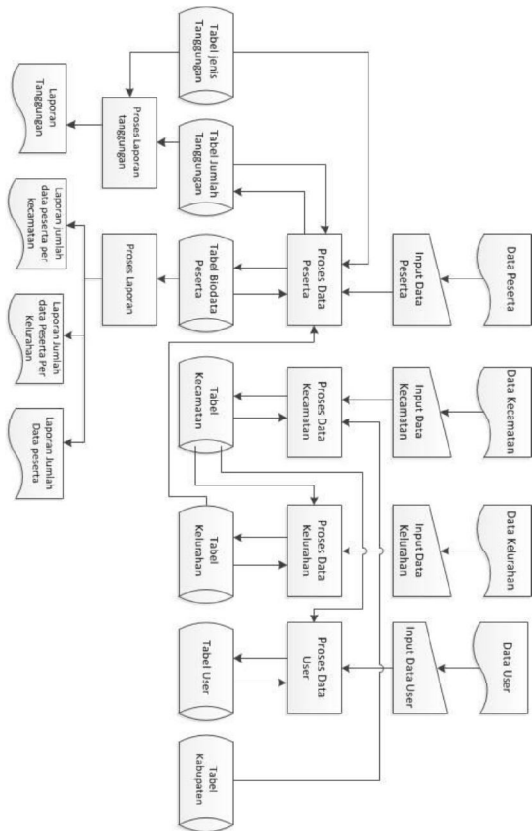 Data Peserta
Data Kecamatan
Data Kelurahan
Data User
Input Data
Peserta
Input Data
Kecamatan
Input Data
Kelurahan
Input Data User
Proses Data
Peserta
Proses Data
Kecamatan
Proses Data
Kelurahan
Proses Data
User
Tabel jenis
Tanggungan
Tabel Jumlah
Tanggungan
Tabel Biodata
Peserta
Tabel
Kecamatan
Tabel
Kelurahan
Tabel User
Tabel
Kabupaten
Proses Laporan
tanggungan
Proses Laporan
Laporan
Tanggungan
Laporan jumlah
data peserta per
kecamatan
Laporan Jumlah
data Peserta Per
Kelurahan
Laporan Jumlah
Data peserta